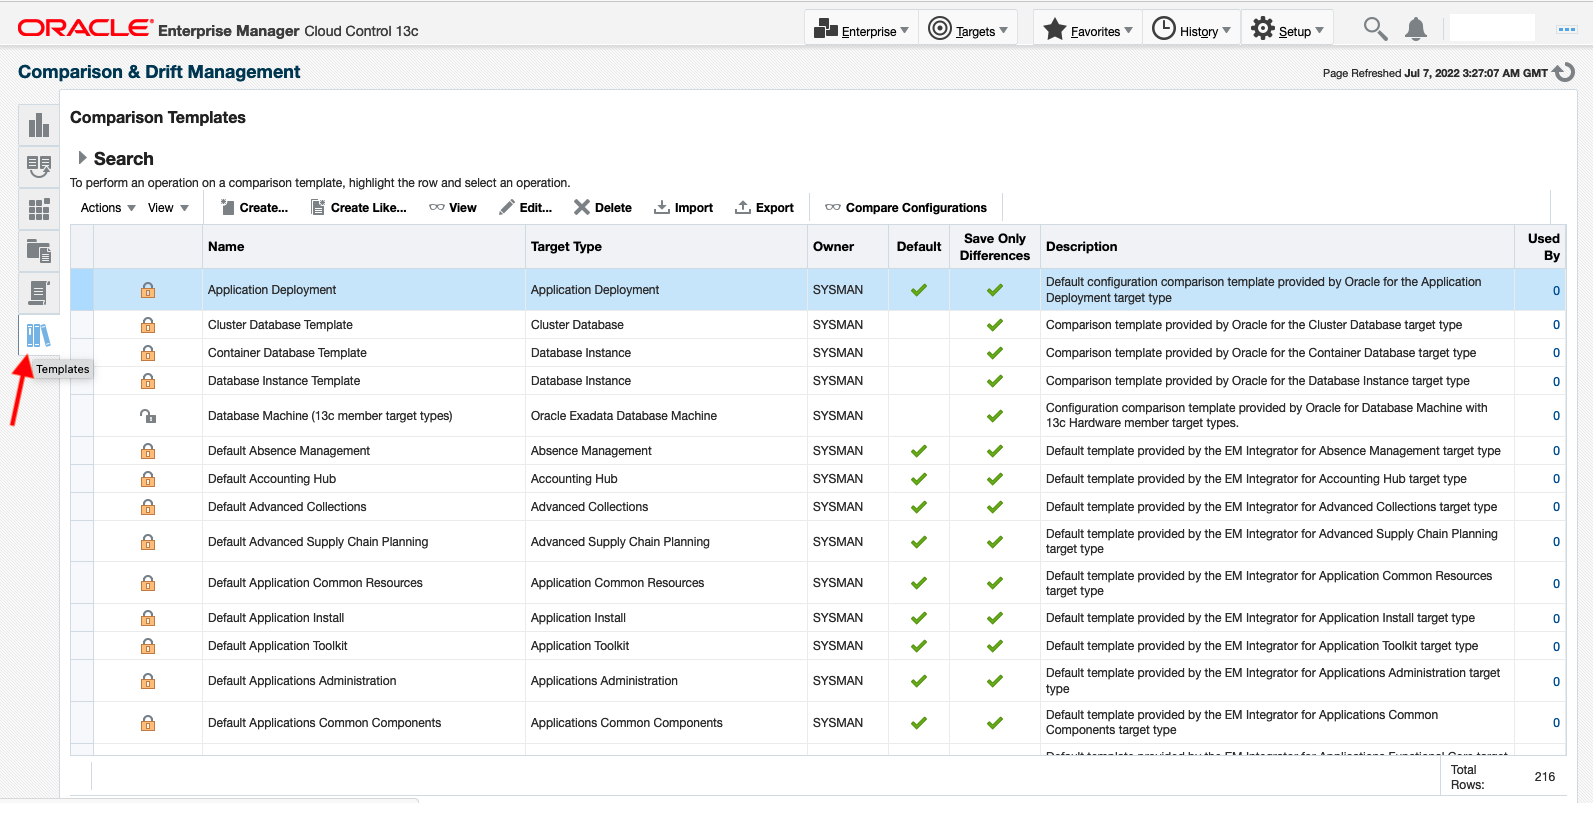 ORACLE Enterprise Manager Cloud Control 13c
Enterprise Targets Favorites History Setup
Comparison & Drift Management
Page Refreshed Jul 7, 2022 3:27:07 AM GMT
Comparison Templates
Search
To perform an operation on a comparison template, highlight the row and select an operation.
Actions View Create... Create Like... View Edit... Delete Import Export Compare Configurations
Name Target Type Owner Default Save Only Differences Description Used By
Application Deployment Application Deployment SYSMAN Default configuration comparison template provided by Oracle for the Application
Deployment target type 0
Cluster Database Template Cluster Database SYSMAN Comparison template provided by Oracle for the Cluster Database target type 0
Container Database Template Database Instance SYSMAN Comparison template provided by Oracle for the Container Database target type 0
Templates
Database Instance Template Database Instance SYSMAN Comparison template provided by Oracle for the Database Instance target type 0
Database Machine (13c member target types) Oracle Exadata Database Machine SYSMAN Configuration comparison template provided by Oracle for Database Machine with
13c Hardware member target types. 0
Default Absence Management Absence Management SYSMAN Default template provided by the EM Integrator for Absence Management target type 0
Default Accounting Hub Accounting Hub SYSMAN Default template provided by the EM Integrator for Accounting Hub target type 0
Default Advanced Collections Advanced Collections SYSMAN Default template provided by the EM Integrator for Advanced Collections target type 0
Default Advanced Supply Chain Planning Advanced Supply Chain Planning SYSMAN Default template provided by the EM Integrator for Advanced Supply Chain Planning
target type 0
Default Application Common Resources Application Common Resources SYSMAN Default template provided by the EM Integrator for Application Common Resources
target type 0
Default Application Install Application Install SYSMAN Default template provided by the EM Integrator for Application Install target type 0
Default Application Toolkit Application Toolkit SYSMAN Default template provided by the EM Integrator for Application Toolkit target type 0
Default Applications Administration Applications Administration SYSMAN Default template provided by the EM Integrator for Applications Administration target
type 0
Default Applications Common Components Applications Common Components SYSMAN Default template provided by the EM Integrator for Applications Common
Components target type 0
Default template provided by the EM Integrator for Applications Functional Core target
Total Rows: 216